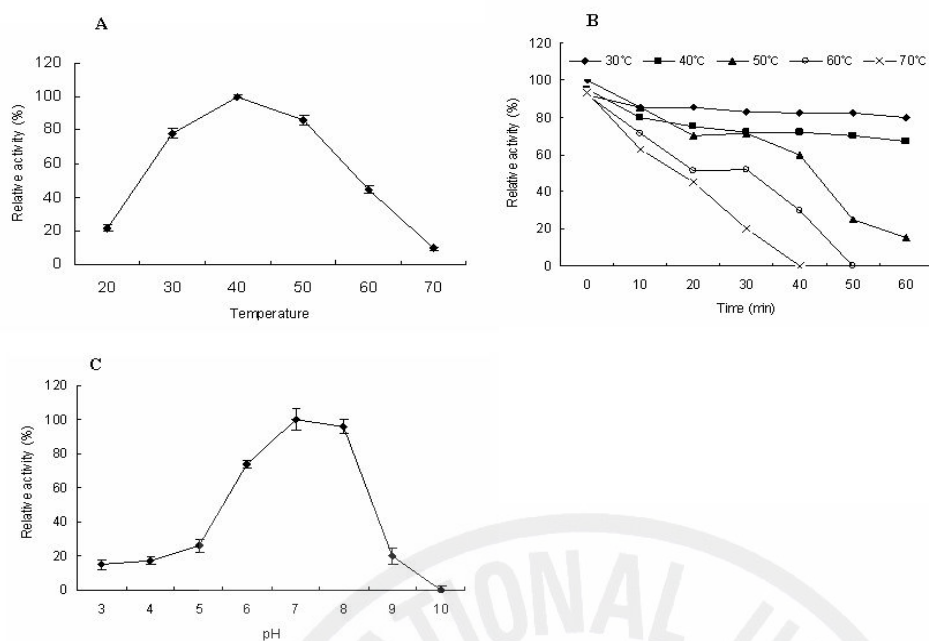 A
Relative activity (%)
120
100
80
60
40
20
0
20 30 40 50 60 70
Temperature
B
Relative activity (%)
120
100
80
60
40
20
0
30℃ 40℃ 50℃ 60℃ 70℃
0 10 20 30 40 50 60
Time (min)
C
Relative activity (%)
120
100
80
60
40
20
0
3 4 5 6 7 8 9 10
pH